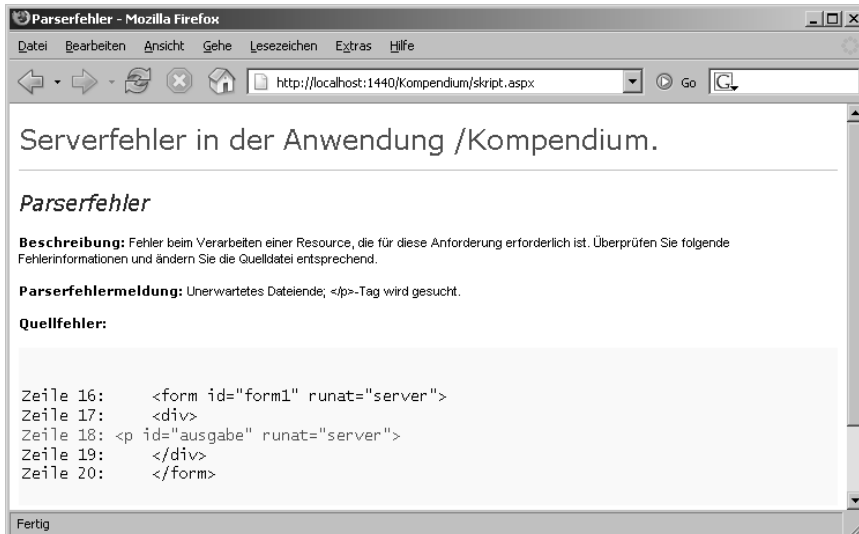 Parserfehler - Mozilla Firefox
Datei Bearbeiten Ansicht Gehe Lesezeichen Extras Hilfe
http://localhost:1440/Kompendium/skript.aspx Go G
Serverfehler in der Anwendung /Kompendium.
Parserfehler
Beschreibung: Fehler beim Verarbeiten einer Resource, die für diese Anforderung erforderlich ist. Überprüfen Sie folgende
Fehlerinformationen und ändern Sie die Quelldatei entsprechend.
Parserfehlermeldung: Unerwartetes Dateiende; </p>-Tag wird gesucht.
Quellfehler:
Zeile 16:     <form id="form1" runat="server">
Zeile 17:     <div>
Zeile 18: <p id="ausgabe" runat="server">
Zeile 19:     </div>
Zeile 20:     </form>
Fertig